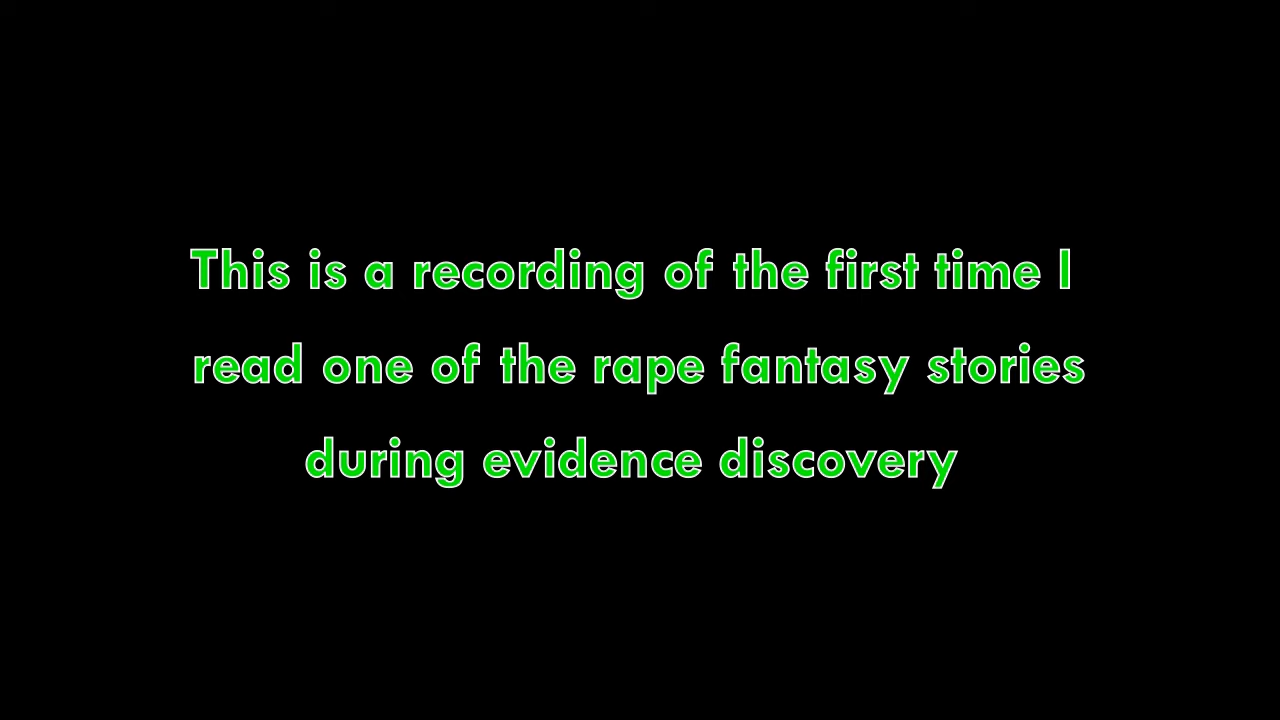 This is a recording of the first time I
read one of the rape fantasy stories
during evidence discovery